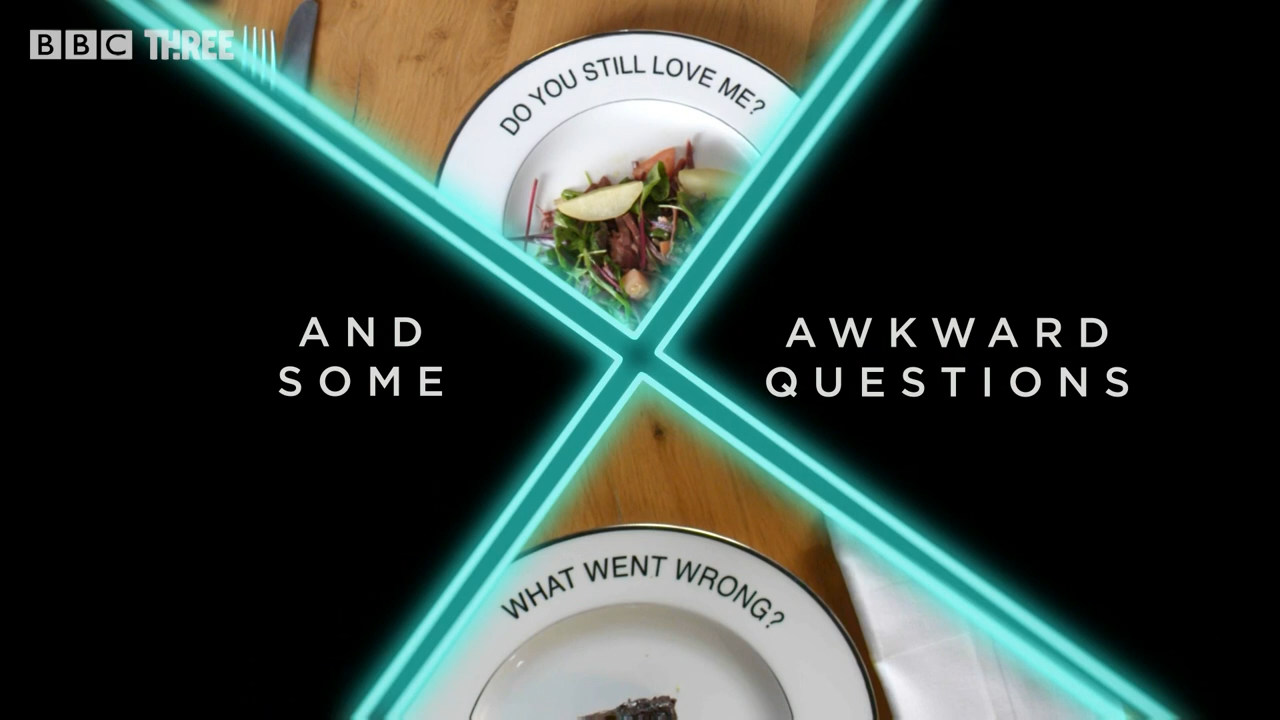 BBC THREE
DO YOU STILL LOVE ME?
AND
SOME
AWKWARD
QUESTIONS
WHAT WENT WRONG?